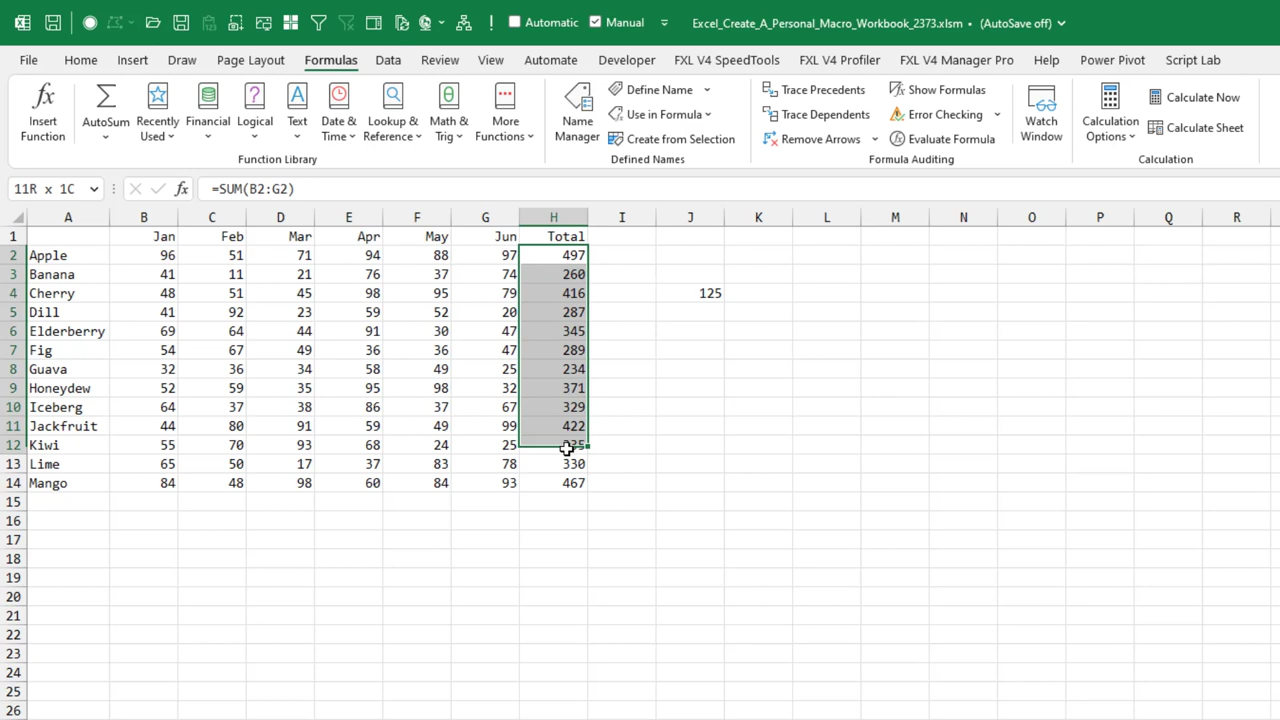 Automatic Manual Excel_Create_A_Personal_Macro_Workbook_2373.xlsm • (AutoSave off)
File Home Insert Draw Page Layout Formulas Data Review View Automate Developer FXL V4 SpeedTools FXL V4 Profiler FXL V4 Manager Pro Help Power Pivot Script Lab
Insert Function
AutoSum
Recently Used
Financial
Logical
Text
Date & Time
Lookup & Reference
Math & Trig
More Functions
Function Library
Name Manager
Define Name
Use in Formula
Create from Selection
Defined Names
Trace Precedents
Trace Dependents
Remove Arrows
Show Formulas
Error Checking
Evaluate Formula
Formula Auditing
Watch Window
Calculation Options
Calculate Now
Calculate Sheet
Calculation
11R x 1C fx =SUM(B2:G2)
A B C D E F G H I J K L M N O P Q R
1 Jan Feb Mar Apr May Jun Total
2 Apple 96 51 71 94 88 97 497
3 Banana 41 11 21 76 37 74 260
4 Cherry 48 51 45 98 95 79 416 125
5 Dill 41 92 23 59 52 20 287
6 Elderberry 69 64 44 91 30 47 345
7 Fig 54 67 49 36 36 47 289
8 Guava 32 36 34 58 49 25 234
9 Honeydew 52 59 35 95 98 32 371
10 Iceberg 64 37 38 86 37 67 329
11 Jackfruit 44 80 91 59 49 99 422
12 Kiwi 55 70 93 68 24 25
13 Lime 65 50 17 37 83 78 330
14 Mango 84 48 98 60 84 93 467
15
16
17
18
19
20
21
22
23
24
25
26